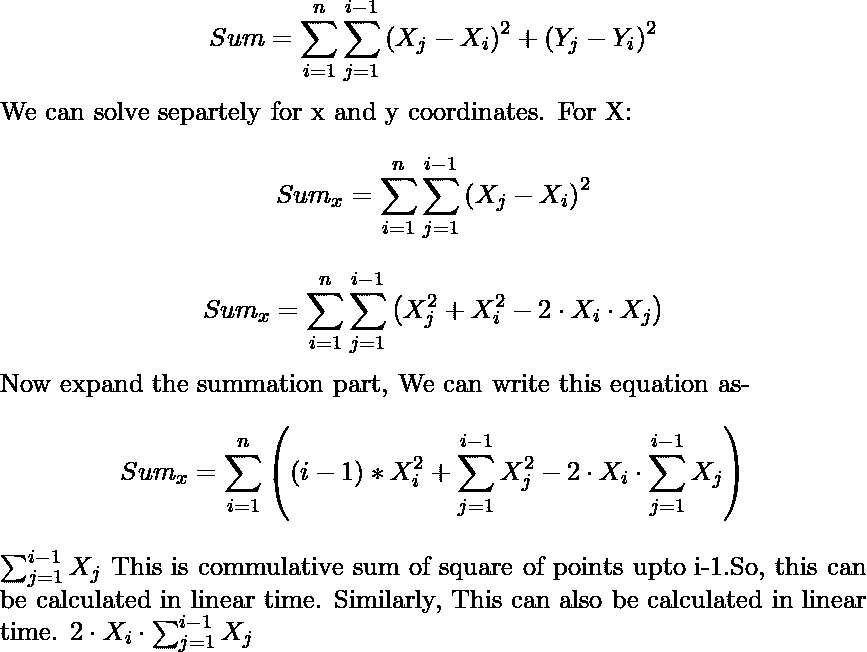 $Sum = \sum_{i=1}^{n} \sum_{j=1}^{i-1} (X_j - X_i)^2 + (Y_j - Y_i)^2$
We can solve separtely for x and y coordinates. For X:
$Sum_x = \sum_{i=1}^{n} \sum_{j=1}^{i-1} (X_j - X_i)^2$
$Sum_x = \sum_{i=1}^{n} \sum_{j=1}^{i-1} \left( X_j^2 + X_i^2 - 2 \cdot X_i \cdot X_j \right)$
Now expand the summation part, We can write this equation as-
$Sum_x = \sum_{i=1}^{n} \left( (i-1) * X_i^2 + \sum_{j=1}^{i-1} X_j^2 - 2 \cdot X_i \cdot \sum_{j=1}^{i-1} X_j \right)$
$\sum_{j=1}^{i-1} X_j$ This is commulative sum of square of points upto i-1.So, this can
be calculated in linear time. Similarly, This can also be calculated in linear
time. $2 \cdot X_i \cdot \sum_{j=1}^{i-1} X_j$